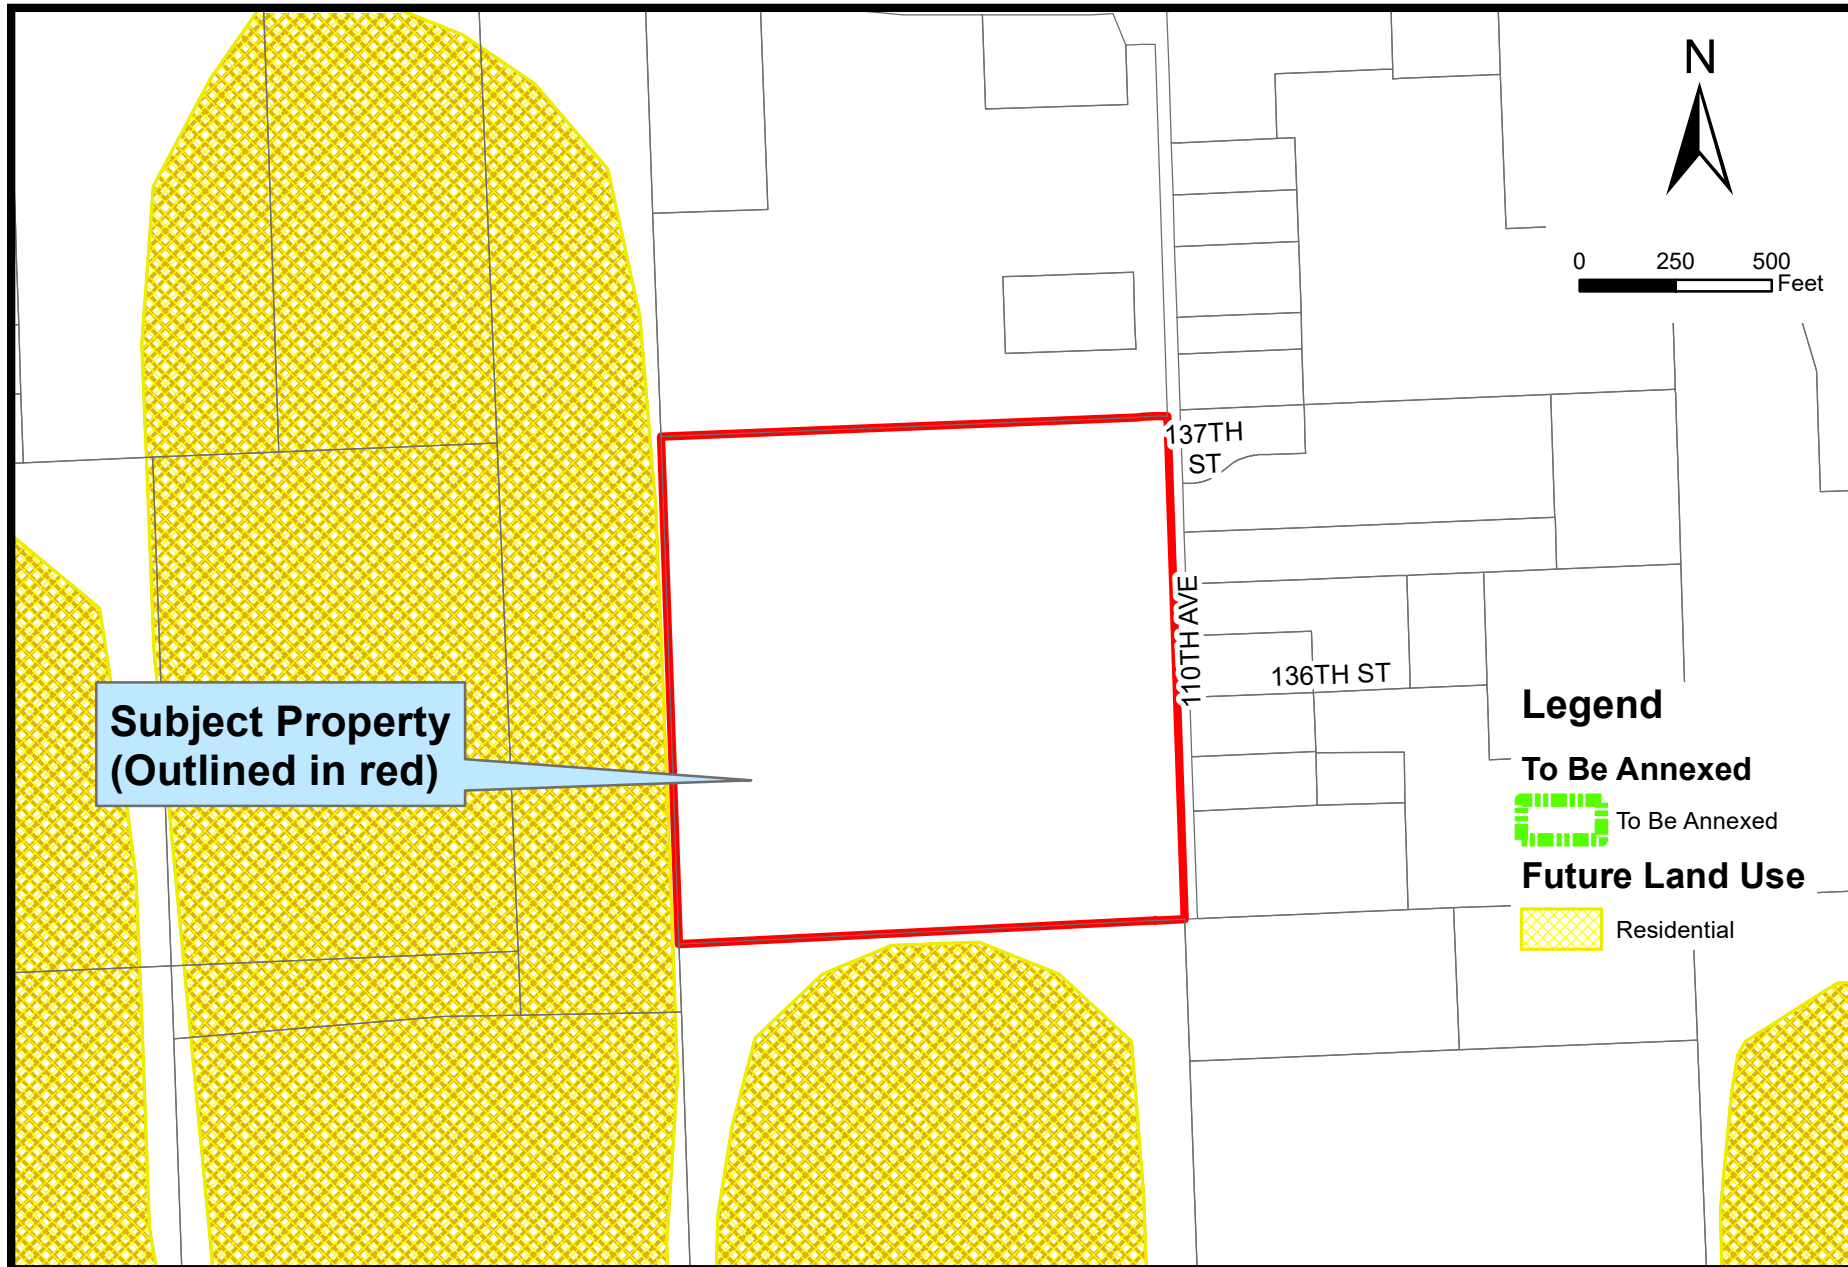 N
0 250 500
Feet
137TH
ST
110TH AVE
136TH ST
Subject Property
(Outlined in red)
Legend
To Be Annexed
To Be Annexed
Future Land Use
Residential